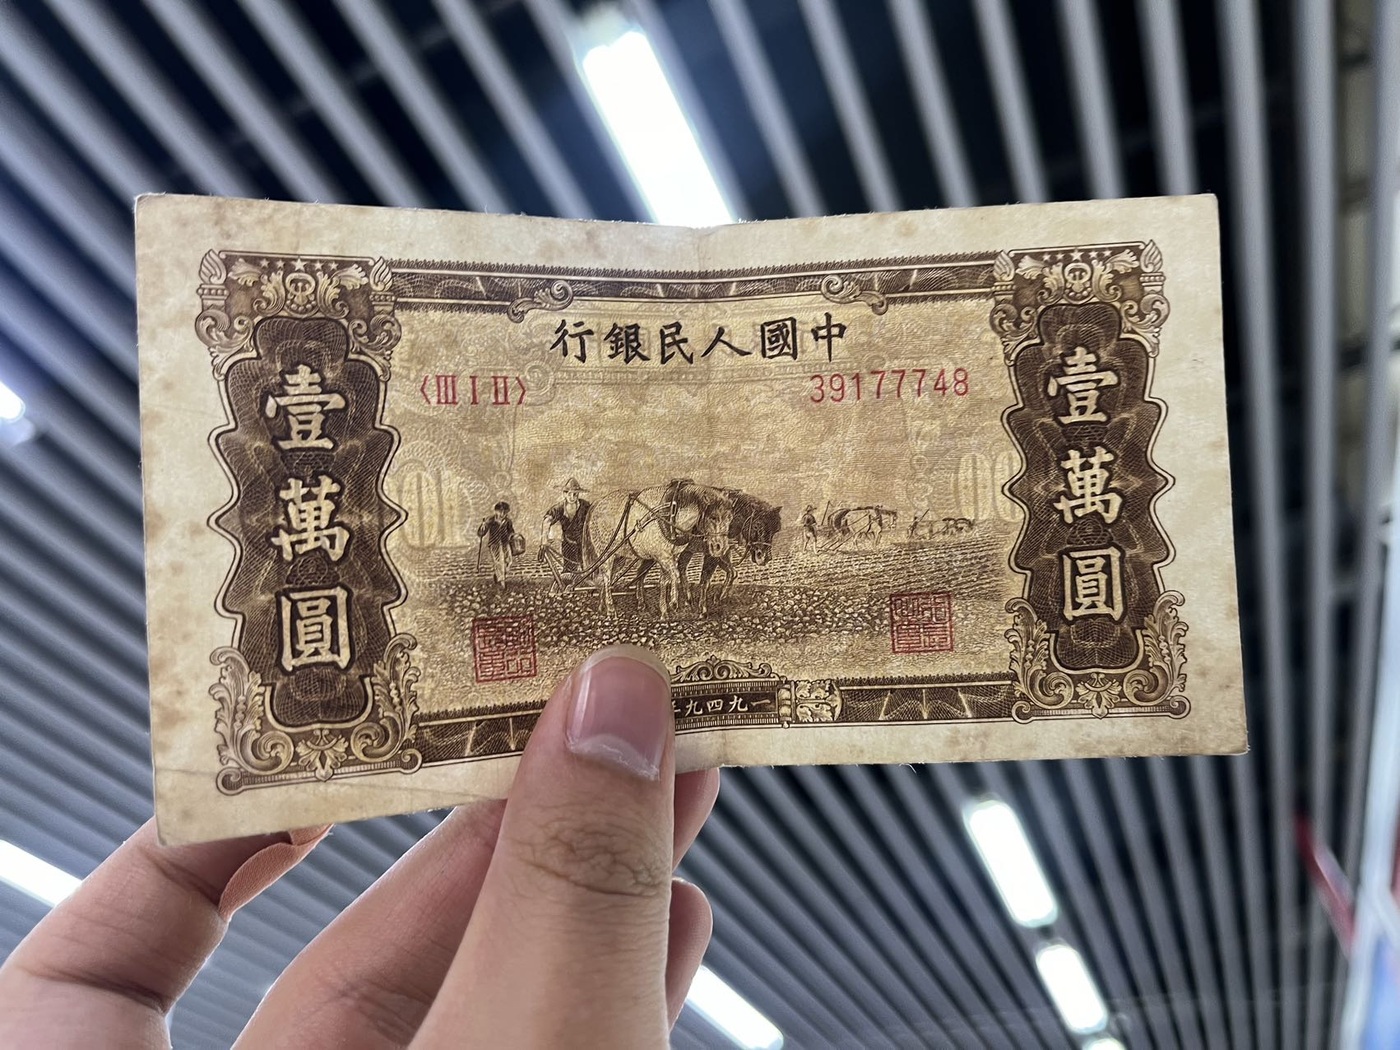 中國人民銀行
〈III I II〉
39177748
壹萬圓
壹萬圓
一九四九年